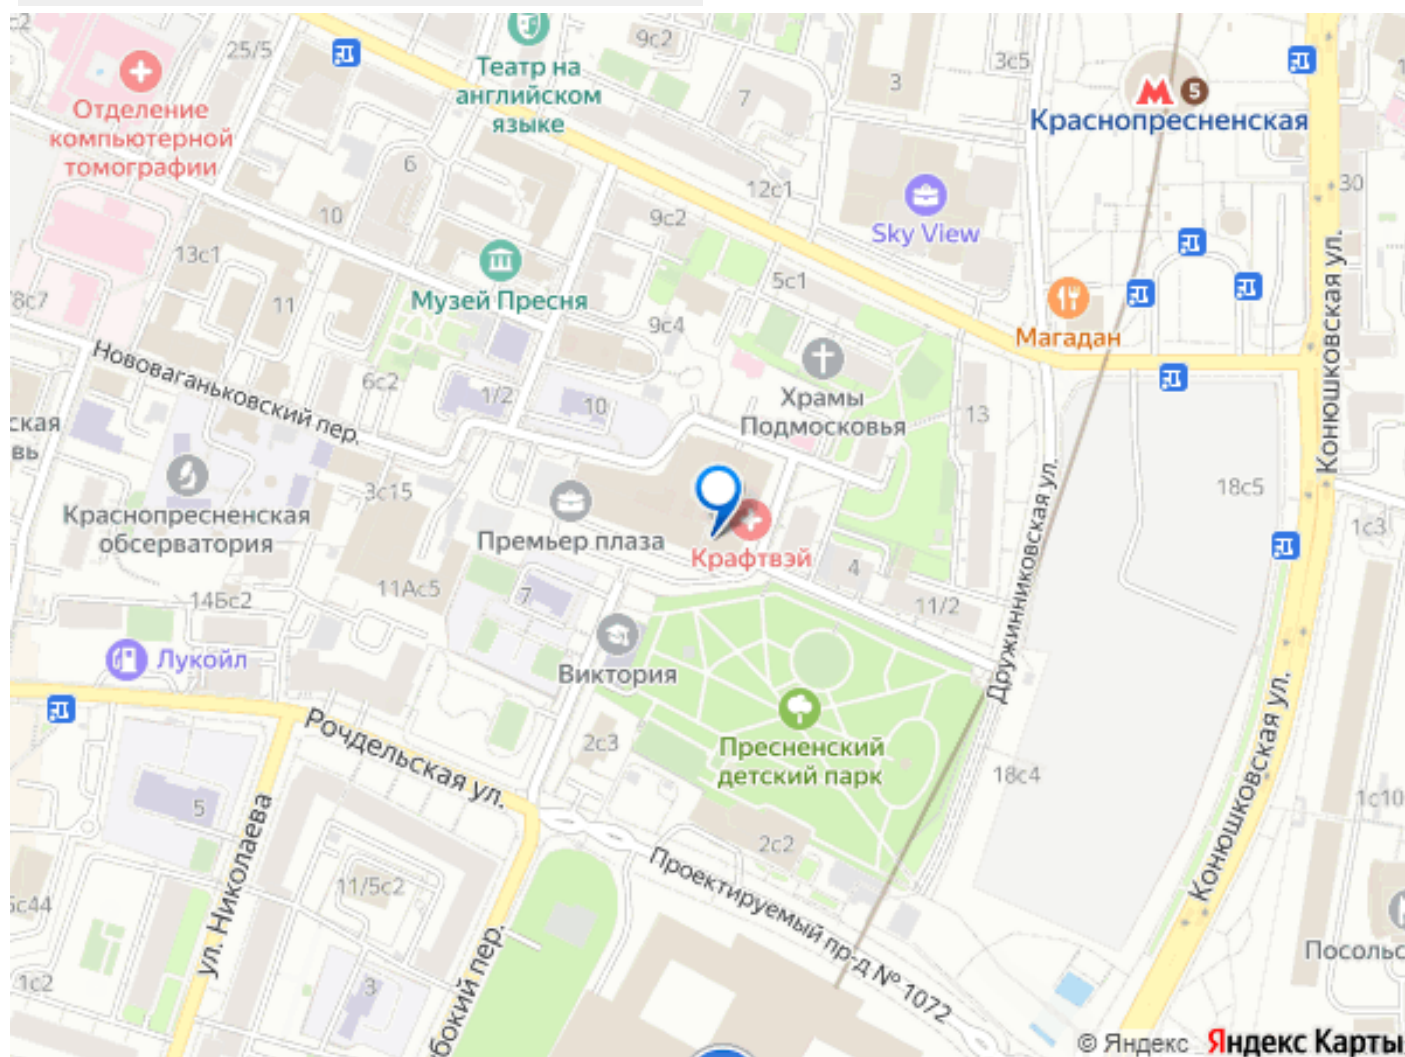 9с2
25/5
Театр на
английском
языке
3с5
3
7
5
Краснопресненская
Отделение
компьютерной
томографии
6
12с1
30
10
9с2
Sky View
13с1
Музей Пресня
5с1
11
9с4
Магадан
Конюшковская ул.
Нововаганьковский пер.
6с2
1/2
10
Храмы
Подмосковья
13
3с15
18с5
1с3
Краснопресненская
обсерватория
Премьер плаза
Крафтвэй
4
11Ас5
7
14Бс2
11/2
Дружинниковская ул.
Лукойл
Виктория
Рочдельская ул.
2с3
Пресненский
детский парк
18с4
1с10
5
2с2
Конюшковская ул.
11/5с2
ул. Николаева
Проектируемый пр-д № 1072
3
1с2
© Яндекс Яндекс Карты